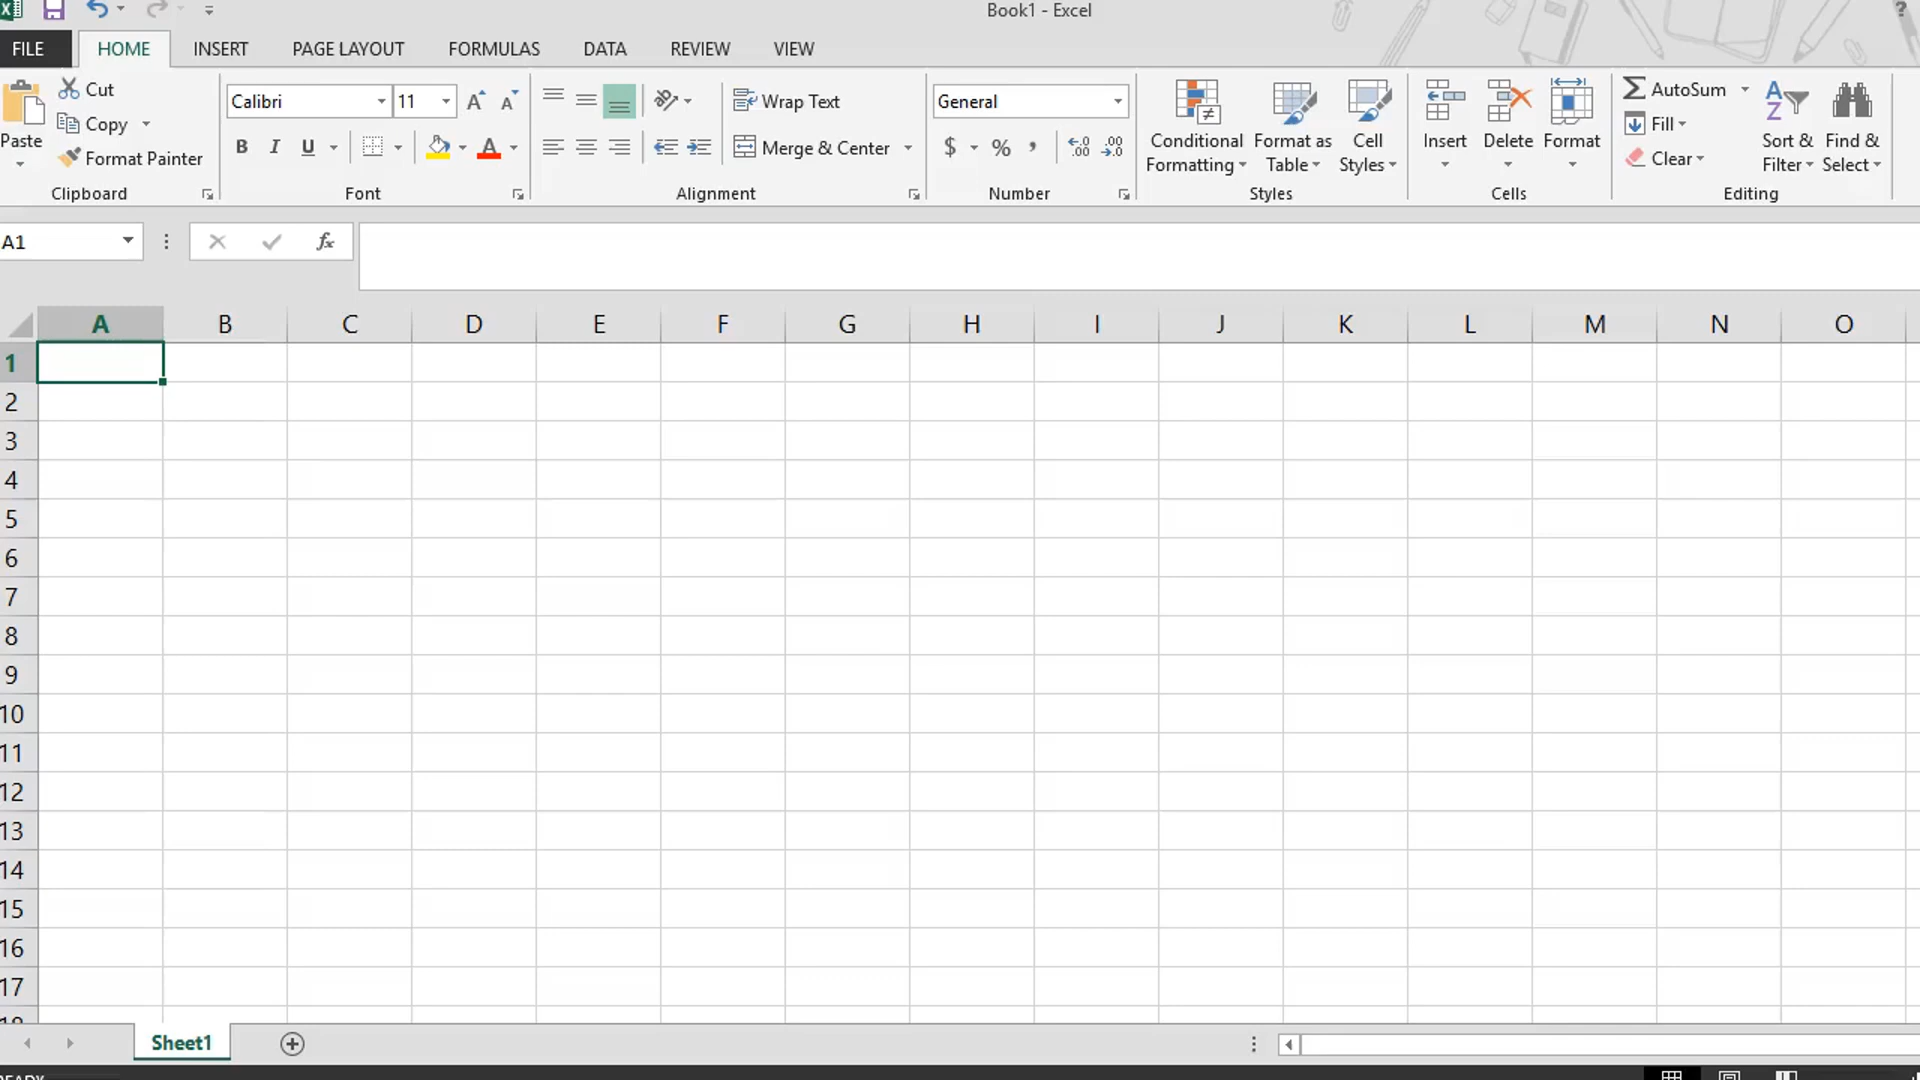 Book1 - Excel
?
FILE HOME INSERT PAGE LAYOUT FORMULAS DATA REVIEW VIEW
Paste
Cut
Copy
Format Painter
Clipboard
Calibri 11
B I U
Font
Wrap Text
Merge & Center
Alignment
General
$ % ,
Number
Conditional Formatting
Format as Table
Cell Styles
Styles
Insert Delete Format
Cells
AutoSum
Fill
Clear
Sort & Filter
Find & Select
Editing
A1
fx
A B C D E F G H I J K L M N O
1
2
3
4
5
6
7
8
9
10
11
12
13
14
15
16
17
Sheet1